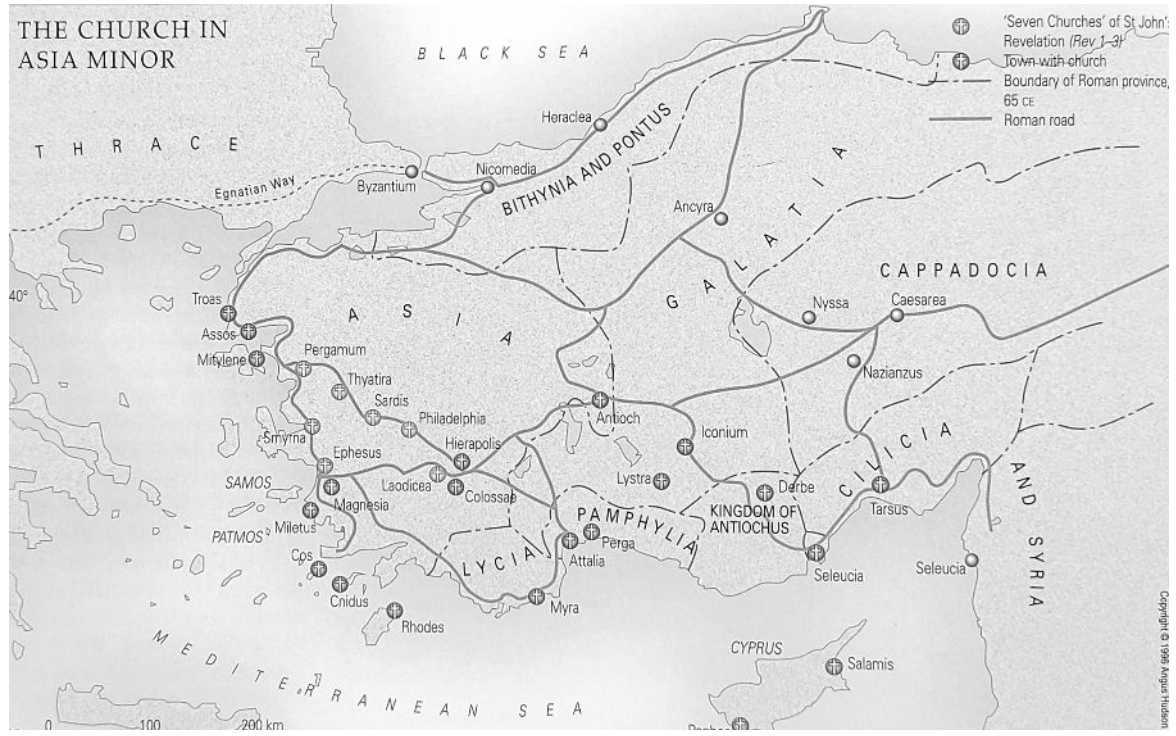 THE CHURCH IN
ASIA MINOR
'Seven Churches' of St John's
Revelation (Rev 1–3)
Town with church
Boundary of Roman province,
65 CE
Roman road
BLACK SEA
THRACE
Egnatian Way
Byzantium
Nicomedia
Heraclea
BITHYNIA AND PONTUS
Ancyra
GALATIA
CAPPADOCIA
Nyssa
Caesarea
Nazianzus
40°
Troas
Assos
Mitylene
ASIA
Pergamum
Thyatira
Sardis
Philadelphia
Smyrna
Hierapolis
Antioch
Iconium
Ephesus
Laodicea
Colossae
Lystra
Derbe
CILICIA
SAMOS
Magnesia
Miletus
PATMOS
PAMPHYLIA
KINGDOM OF
ANTIOCHUS
Tarsus
AND SYRIA
LYCIA
Attalia
Perga
Seleucia
Seleucia
Cos
Cnidus
Rhodes
Myra
CYPRUS
Salamis
MEDITERRANEAN SEA
0 100 200 km
Copyright © 1996 Angus Hudson